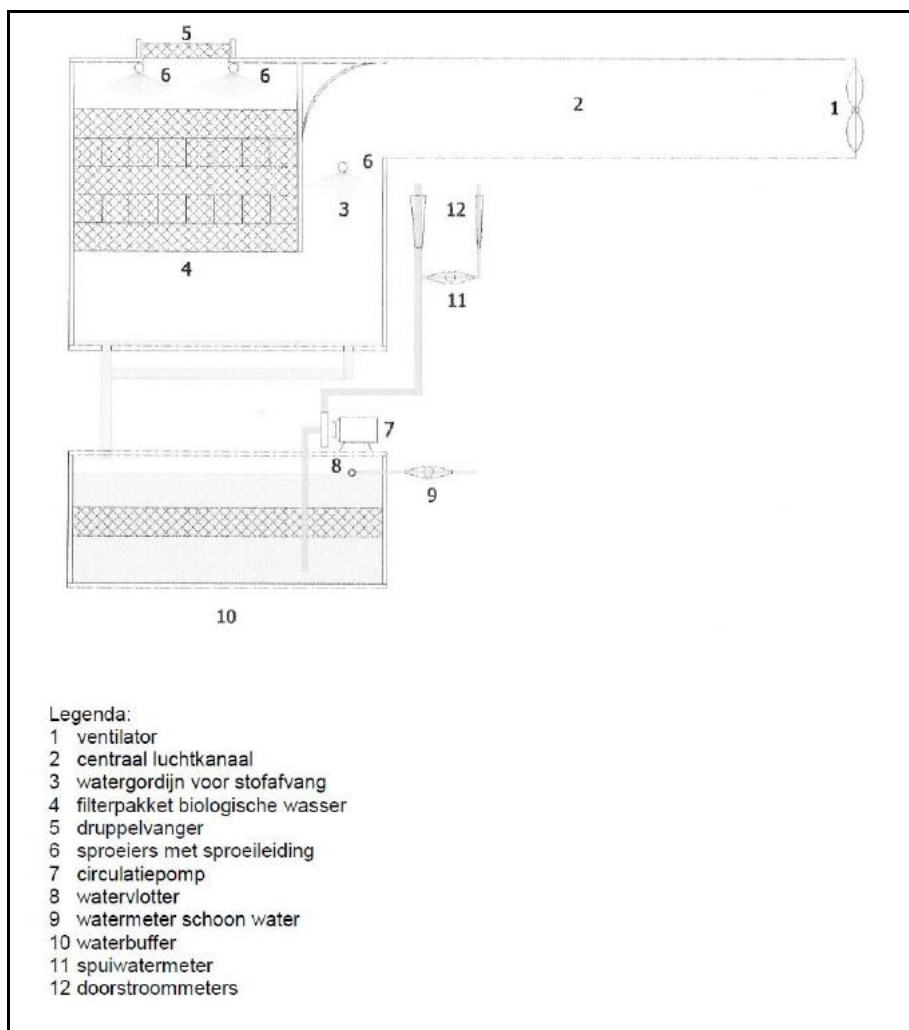 5
6 6
2
1
6
3
12
4
11
7
8
9
10
Legenda:
1 ventilator
2 centraal luchtkanaal
3 watergordijn voor stofafvang
4 filterpakket biologische wasser
5 druppelvanger
6 sproeiers met sproeileiding
7 circulatiepomp
8 watervlotter
9 watermeter schoon water
10 waterbuffer
11 spuiwatermeter
12 doorstroommeters